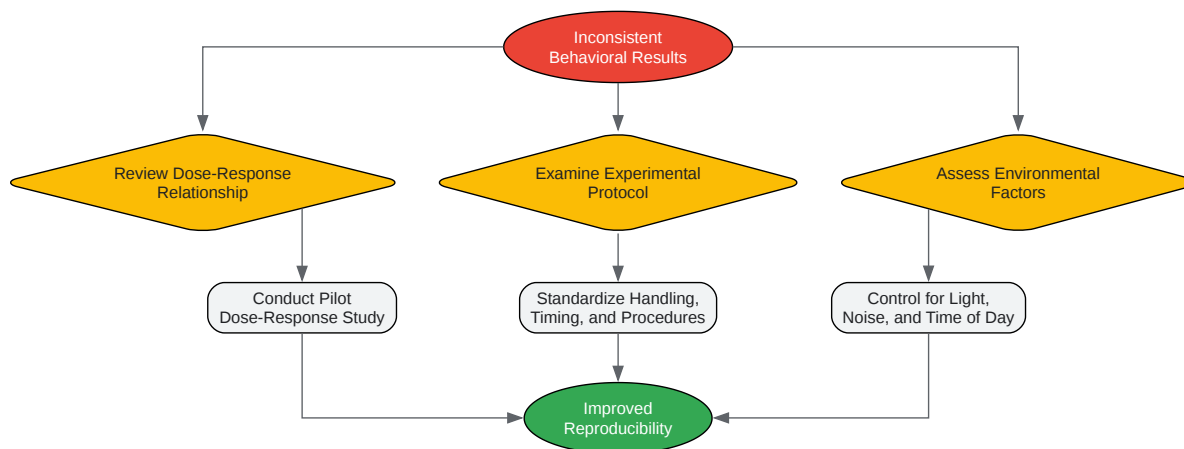 Inconsistent
Behavioral Results
Review Dose-Response
Relationship
Examine Experimental
Protocol
Assess Environmental
Factors
Conduct Pilot
Dose-Response Study
Standardize Handling,
Timing, and Procedures
Control for Light,
Noise, and Time of Day
Improved
Reproducibility